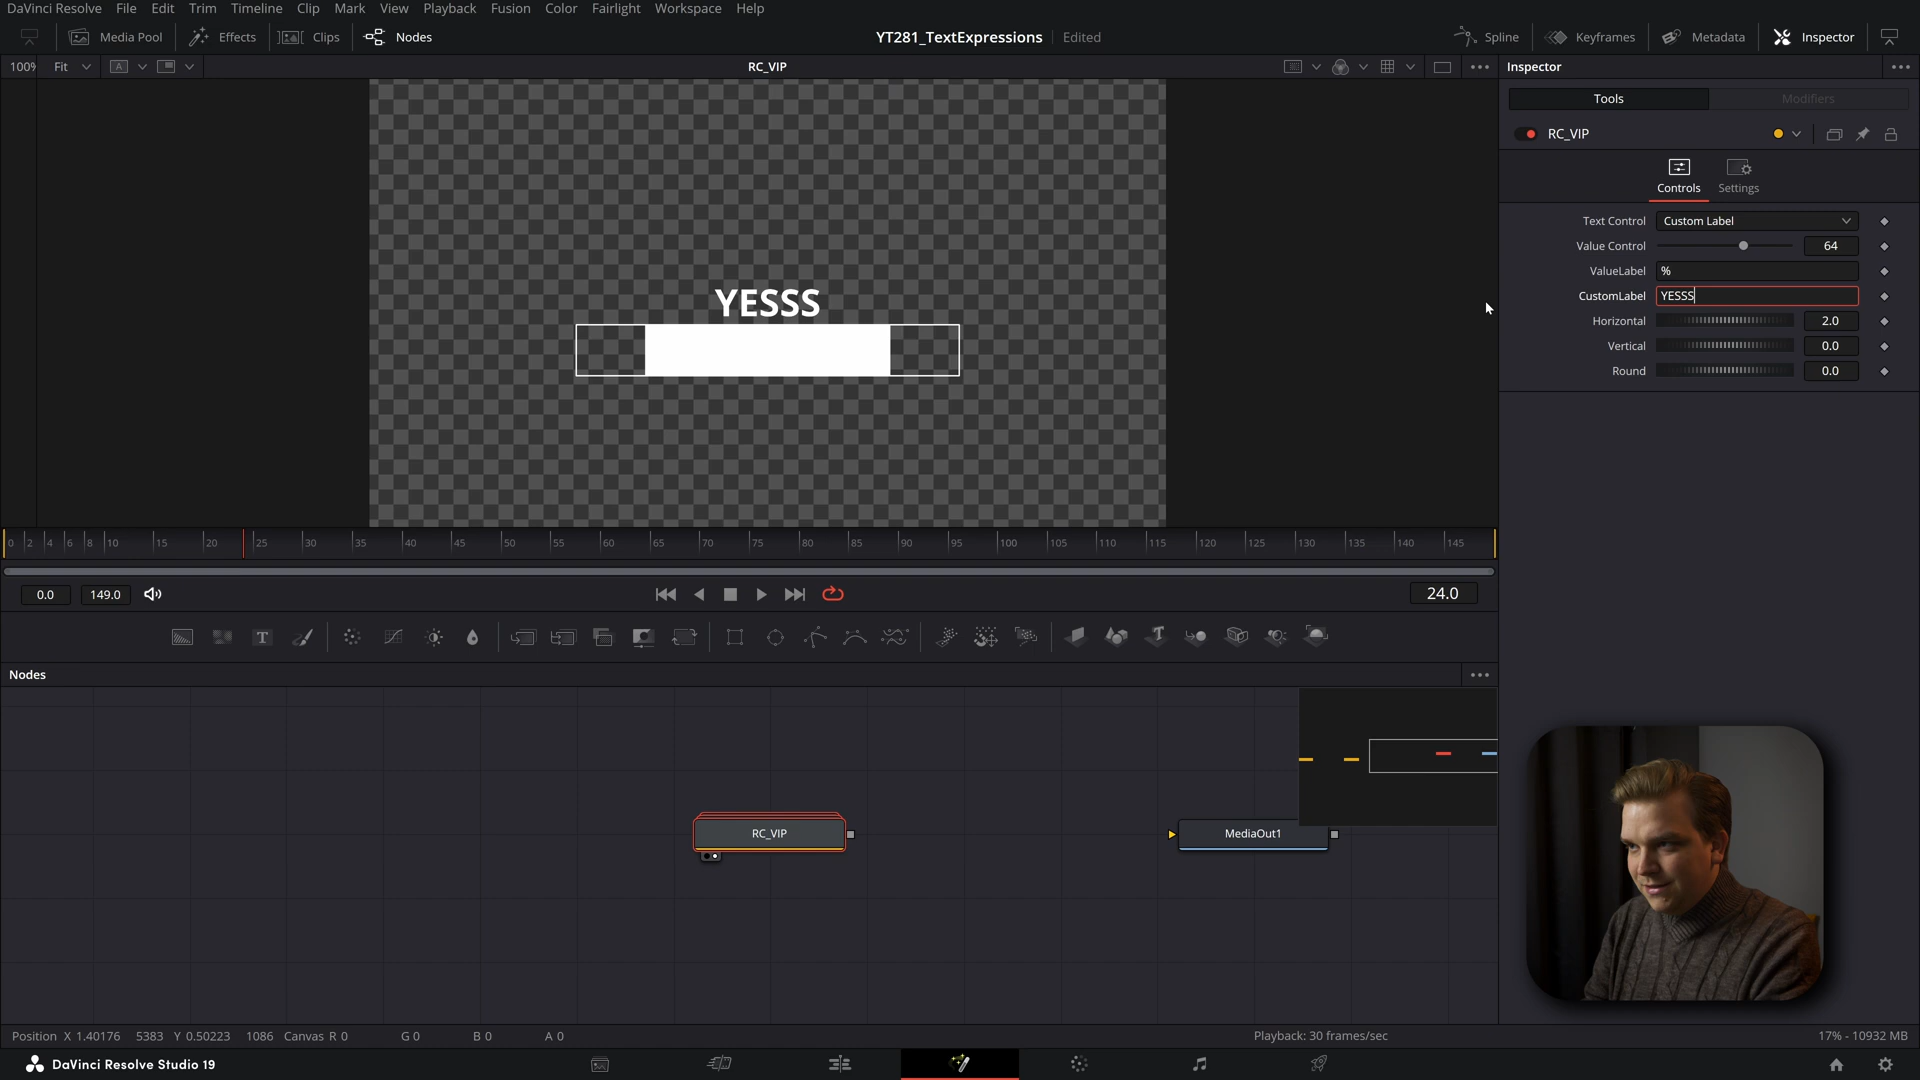 DaVinci Resolve File Edit Trim Timeline Clip Mark View Playback Fusion Color Fairlight Workspace Help
Media Pool Effects Clips Nodes YT281_TextExpressions Edited Spline Keyframes Metadata Inspector
100% Fit A RC_VIP Inspector
Tools Modifiers
RC_VIP
Controls Settings
Text Control Custom Label
Value Control 64
ValueLabel %
CustomLabel YESSS
Horizontal 2.0
Vertical 0.0
Round 0.0
YESSS
0 2 4 6 8 10 15 20 25 30 35 40 45 50 55 60 65 70 75 80 85 90 95 100 105 110 115 120 125 130 135 140 145
0.0 149.0 24.0
T T
Nodes
RC_VIP MediaOut1
Position X 1.40176 5383 Y 0.50223 1086 Canvas R 0 G 0 B 0 A 0 Playback: 30 frames/sec 17% - 10932 MB
DaVinci Resolve Studio 19